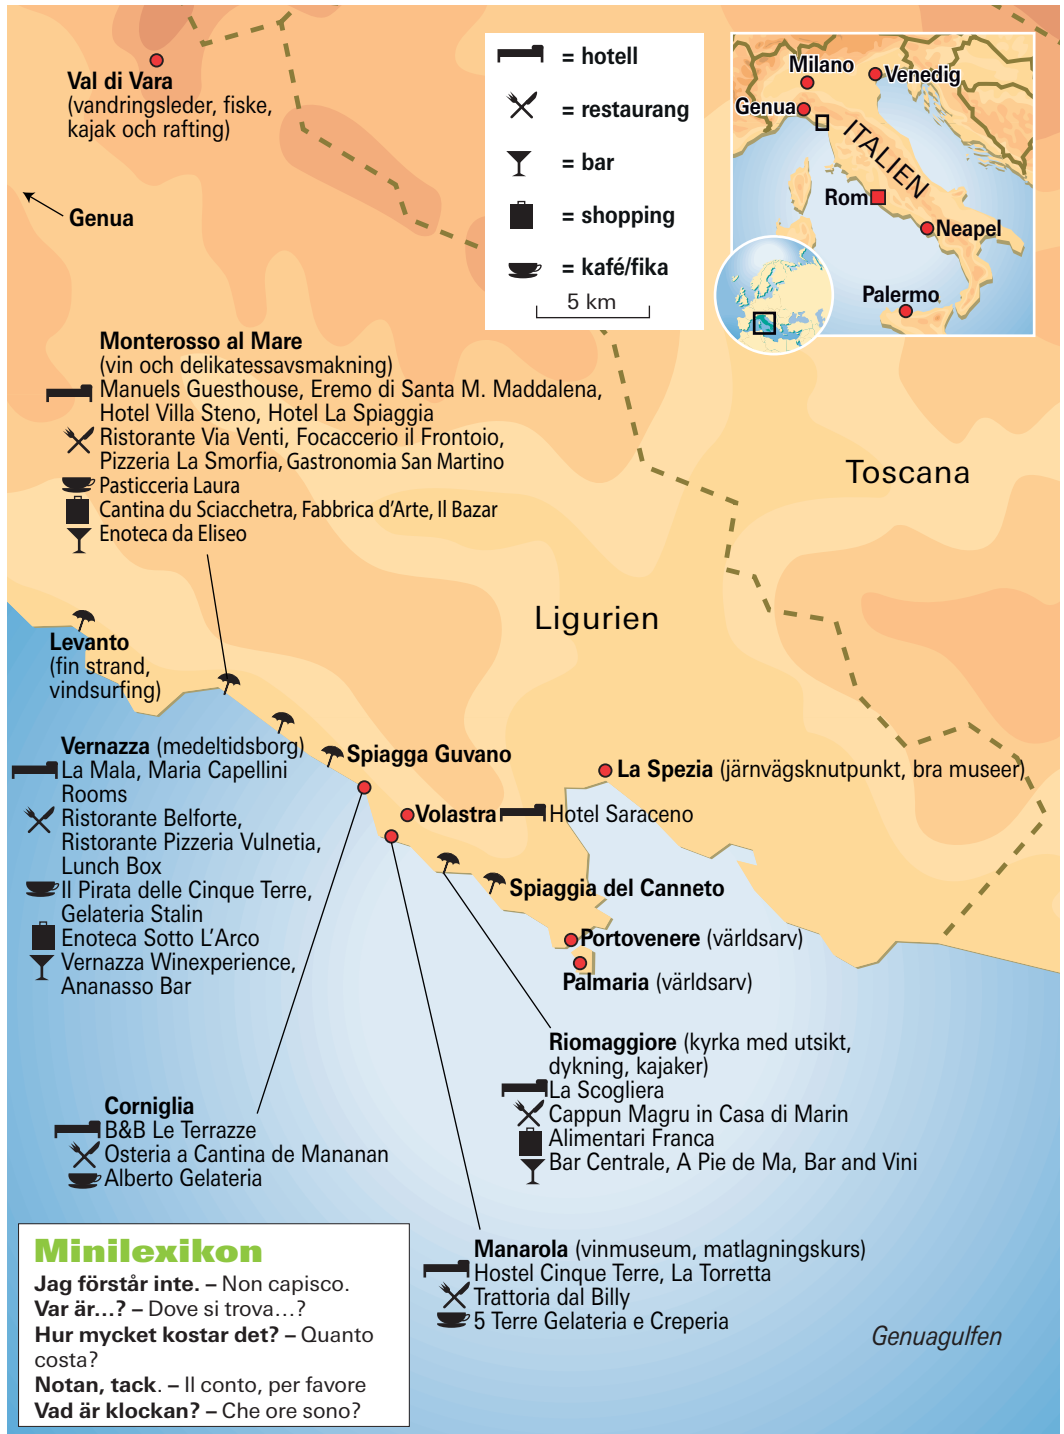 Val di Vara
(vandringsleder, fiske,
kajak och rafting)
Genua
= hotell
= restaurang
= bar
= shopping
= kafé/fika
5 km
Milano
Venedig
Genua
ITALIEN
Rom
Neapel
Palermo
Monterosso al Mare
(vin och delikatessavsmakning)
Manuels Guesthouse, Eremo di Santa M. Maddalena,
Hotel Villa Steno, Hotel La Spiaggia
Ristorante Via Venti, Focaccerio il Frontoio,
Pizzeria La Smorfia, Gastronomia San Martino
Pasticceria Laura
Cantina du Sciacchetra, Fabbrica d'Arte, Il Bazar
Enoteca da Eliseo
Toscana
Ligurien
Levanto
(fin strand,
vindsurfing)
Vernazza (medeltidsborg)
La Mala, Maria Capellini
Rooms
Ristorante Belforte,
Ristorante Pizzeria Vulnetia,
Lunch Box
Il Pirata delle Cinque Terre,
Gelateria Stalin
Enoteca Sotto L'Arco
Vernazza Winexperience,
Ananasso Bar
Spiagga Guvano
La Spezia (järnvägsknutpunkt, bra museer)
Volastra
Hotel Saraceno
Spiaggia del Canneto
Portovenere (världsarv)
Palmaria (världsarv)
Riomaggiore (kyrka med utsikt,
dykning, kajaker)
La Scogliera
Cappun Magru in Casa di Marin
Alimentari Franca
Bar Centrale, A Pie de Ma, Bar and Vini
Corniglia
B&B Le Terrazze
Osteria a Cantina de Mananan
Alberto Gelateria
Manarola (vinmuseum, matlagningskurs)
Hostel Cinque Terre, La Torretta
Trattoria dal Billy
5 Terre Gelateria e Creperia
Genuagulfen
Minilexikon
Jag förstår inte. – Non capisco.
Var är...? – Dove si trova...?
Hur mycket kostar det? – Quanto
costa?
Notan, tack. – Il conto, per favore
Vad är klockan? – Che ore sono?